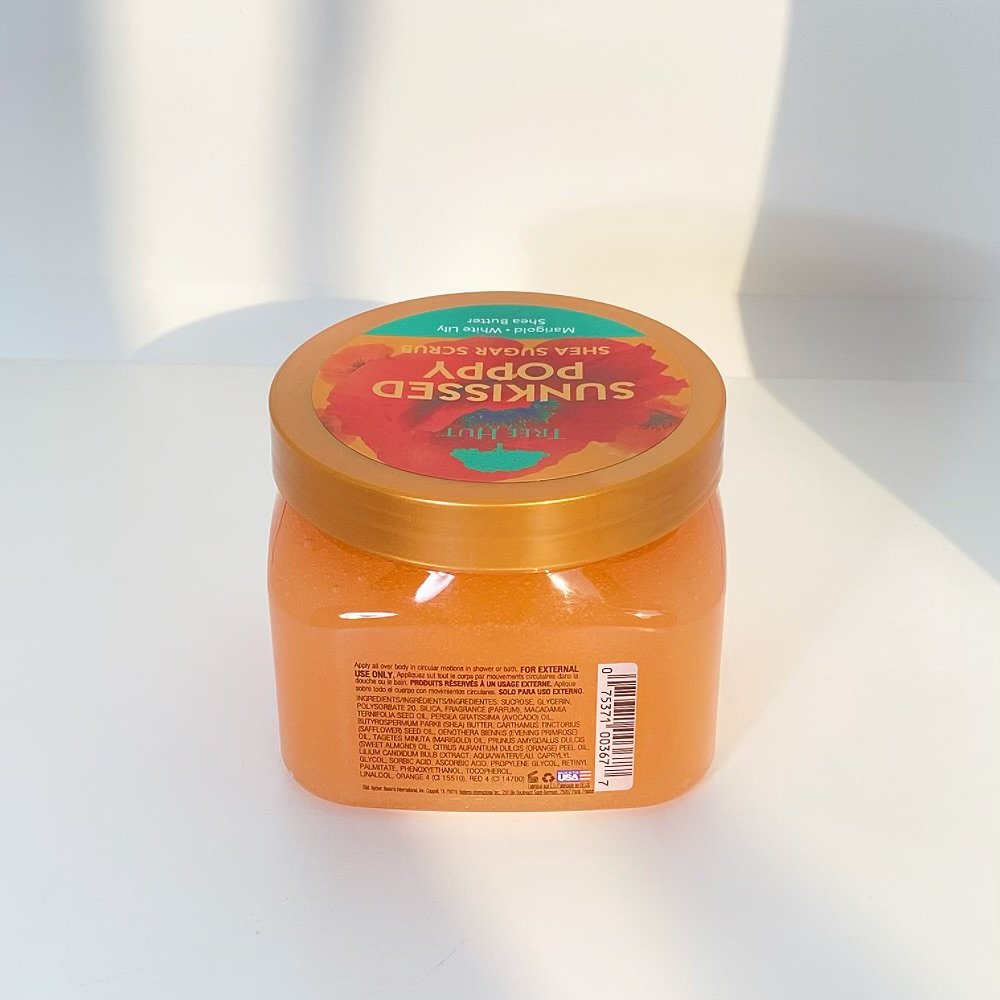 TREE HUT
SUNKISSED
POPPY
SHEA SUGAR SCRUB
Marigold • White Lily
Shea Butter
Apply all over body in circular motions in shower or bath. FOR EXTERNAL
USE ONLY. Appliquez sut tout le corps par mouvements circulaires dans la
douche ou le bain. PRODUITS RÉSERVÉS À UN USAGE EXTERNE. Aplique
sobre todo el cuerpo con movimientos circulares. SOLO PARA USO EXTERNO.
INGREDIENTS/INGRÉDIENTS/INGREDIENTES: SUCROSE, GLYCERIN,
POLYSORBATE 20, SILICA, FRAGRANCE (PARFUM), MACADAMIA
TERNIFOLIA SEED OIL, PERSEA GRATISSIMA (AVOCADO) OIL,
BUTYROSPERMUM PARKII (SHEA) BUTTER, CARTHAMUS TINCTORIUS
(SAFFLOWER) SEED OIL, OENOTHERA BIENNIS (EVENING PRIMROSE)
OIL, TAGETES MINUTA (MARIGOLD) OIL, PRUNUS AMYGDALUS DULCIS
(SWEET ALMOND) OIL, CITRUS AURANTIUM DULCIS (ORANGE) PEEL OIL,
LILIUM CANDIDUM BULB EXTRACT, AQUA/WATER/EAU, CAPRYLYL
GLYCOL, SORBIC ACID, ASCORBIC ACID, PROPYLENE GLYCOL, RETINYL
PALMITATE, PHENOXYETHANOL, TOCOPHEROL,
LINALOOL, ORANGE 4 (CI 15510), RED 4 (CI 14700)
USA
0 75371 00367 7